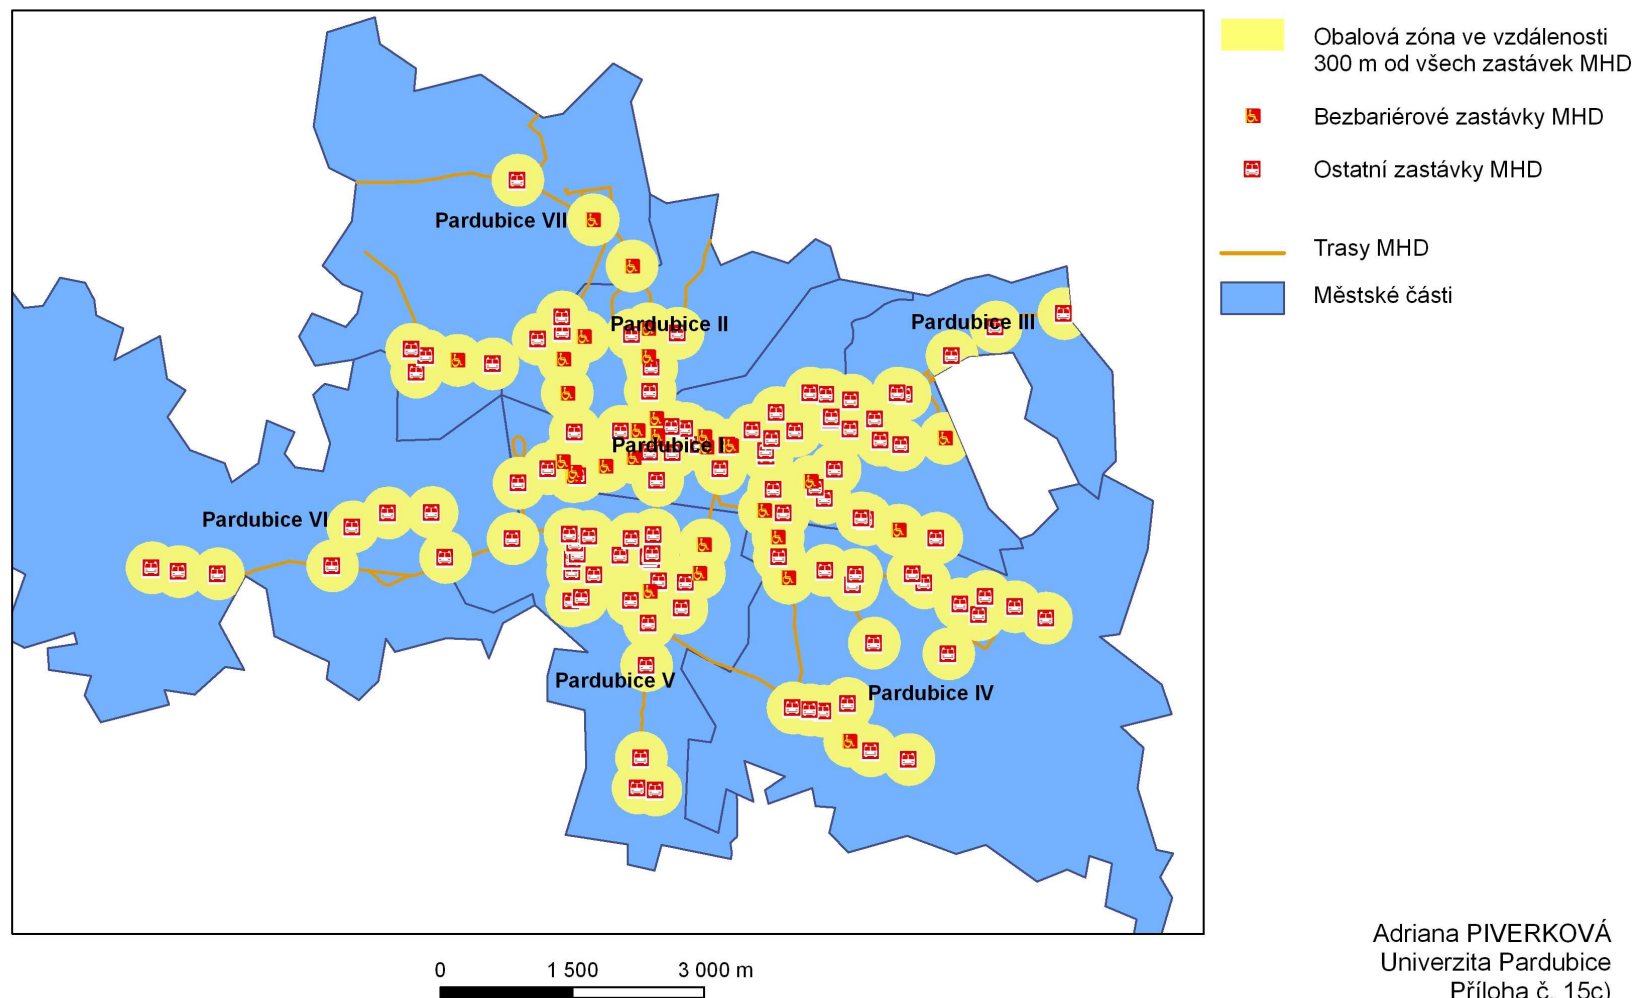 Obalová zóna ve vzdálenosti
300 m od všech zastávek MHD
Bezbariérové zastávky MHD
Ostatní zastávky MHD
Trasy MHD
Městské části
Pardubice VII
Pardubice II
Pardubice III
Pardubice I
Pardubice VI
Pardubice V
Pardubice IV
0 1 500 3 000 m
Adriana PIVERKOVÁ
Univerzita Pardubice
Příloha č. 15c)